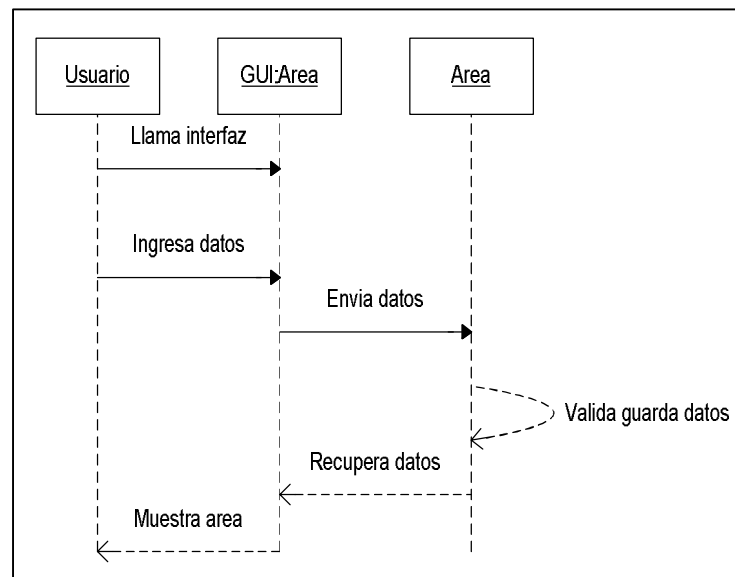 Usuario
GUI:Area
Area
Llama interfaz
Ingresa datos
Envia datos
Valida guarda datos
Recupera datos
Muestra area